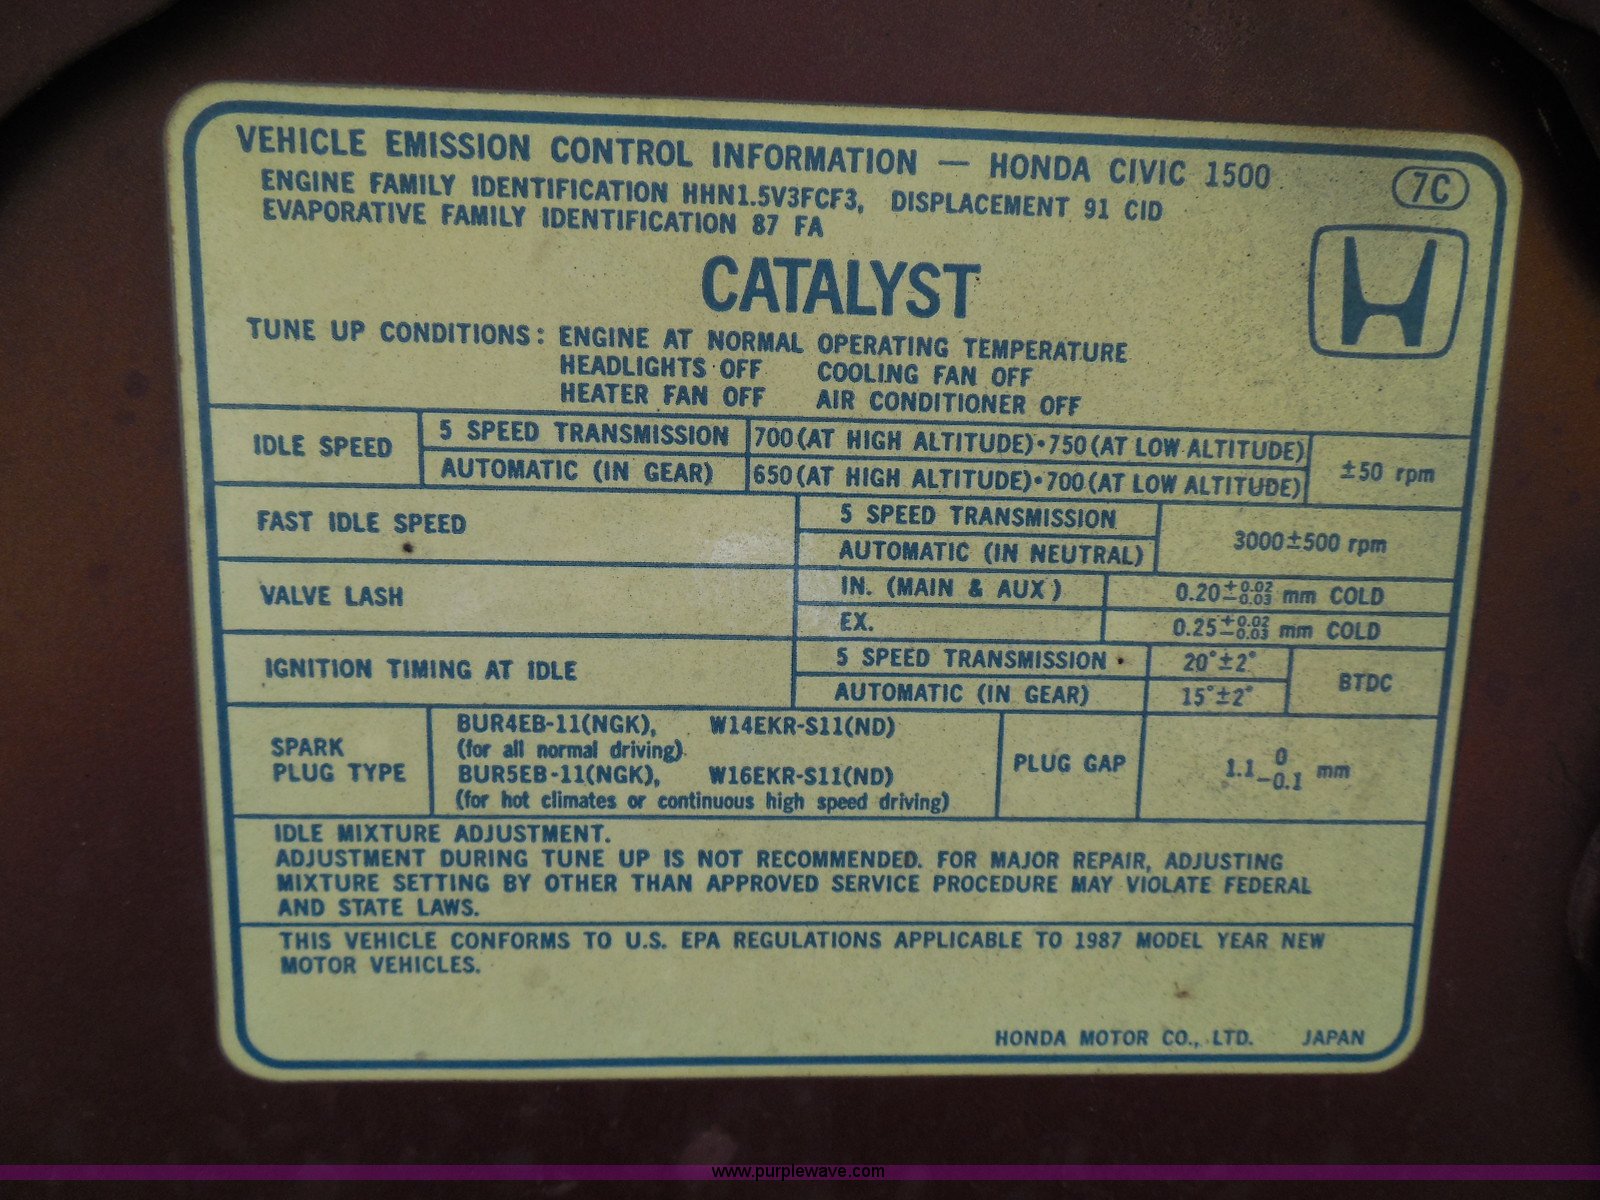 VEHICLE EMISSION CONTROL INFORMATION — HONDA CIVIC 1500
7C
ENGINE FAMILY IDENTIFICATION HHN1.5V3FCF3, DISPLACEMENT 91 CID
EVAPORATIVE FAMILY IDENTIFICATION 87 FA
CATALYST
TUNE UP CONDITIONS: ENGINE AT NORMAL OPERATING TEMPERATURE
HEADLIGHTS OFF COOLING FAN OFF
HEATER FAN OFF AIR CONDITIONER OFF
IDLE SPEED
5 SPEED TRANSMISSION 700(AT HIGH ALTITUDE)•750(AT LOW ALTITUDE)
AUTOMATIC (IN GEAR) 650(AT HIGH ALTITUDE)•700(AT LOW ALTITUDE)
±50 rpm
FAST IDLE SPEED
5 SPEED TRANSMISSION
AUTOMATIC (IN NEUTRAL)
3000±500 rpm
VALVE LASH
IN. (MAIN & AUX) 0.20+0.02 −0.03 mm COLD
EX. 0.25+0.02 −0.03 mm COLD
IGNITION TIMING AT IDLE
5 SPEED TRANSMISSION 20°±2°
AUTOMATIC (IN GEAR) 15°±2°
BTDC
SPARK
PLUG TYPE
BUR4EB-11(NGK), W14EKR-S11(ND)
(for all normal driving)
BUR5EB-11(NGK), W16EKR-S11(ND)
(for hot climates or continuous high speed driving)
PLUG GAP
1.1 0 −0.1 mm
IDLE MIXTURE ADJUSTMENT.
ADJUSTMENT DURING TUNE UP IS NOT RECOMMENDED. FOR MAJOR REPAIR, ADJUSTING
MIXTURE SETTING BY OTHER THAN APPROVED SERVICE PROCEDURE MAY VIOLATE FEDERAL
AND STATE LAWS.
THIS VEHICLE CONFORMS TO U.S. EPA REGULATIONS APPLICABLE TO 1987 MODEL YEAR NEW
MOTOR VEHICLES.
HONDA MOTOR CO., LTD. JAPAN
www.purplewave.com